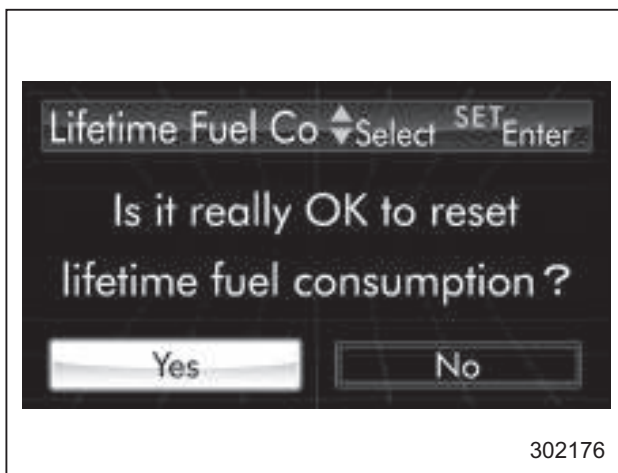 Lifetime Fuel Co Select SET Enter
Is it really OK to reset
lifetime fuel consumption?
Yes No
302176